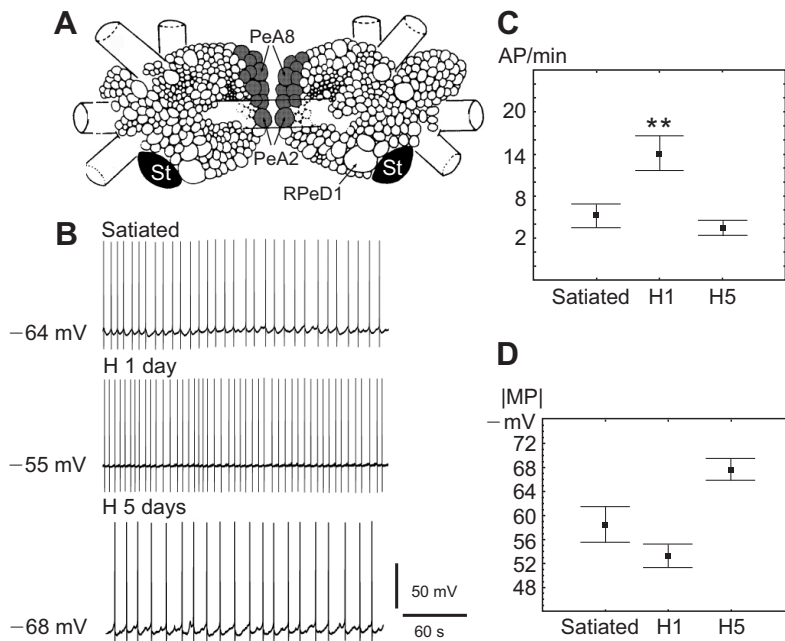 A
PeA8
PeA2
St
St
RPeD1
B
Satiated
−64 mV
H 1 day
−55 mV
H 5 days
−68 mV
50 mV
60 s
C
AP/min
20
14
8
2
**
Satiated H1 H5
D
|MP|
−mV
72
68
64
60
56
52
48
Satiated H1 H5